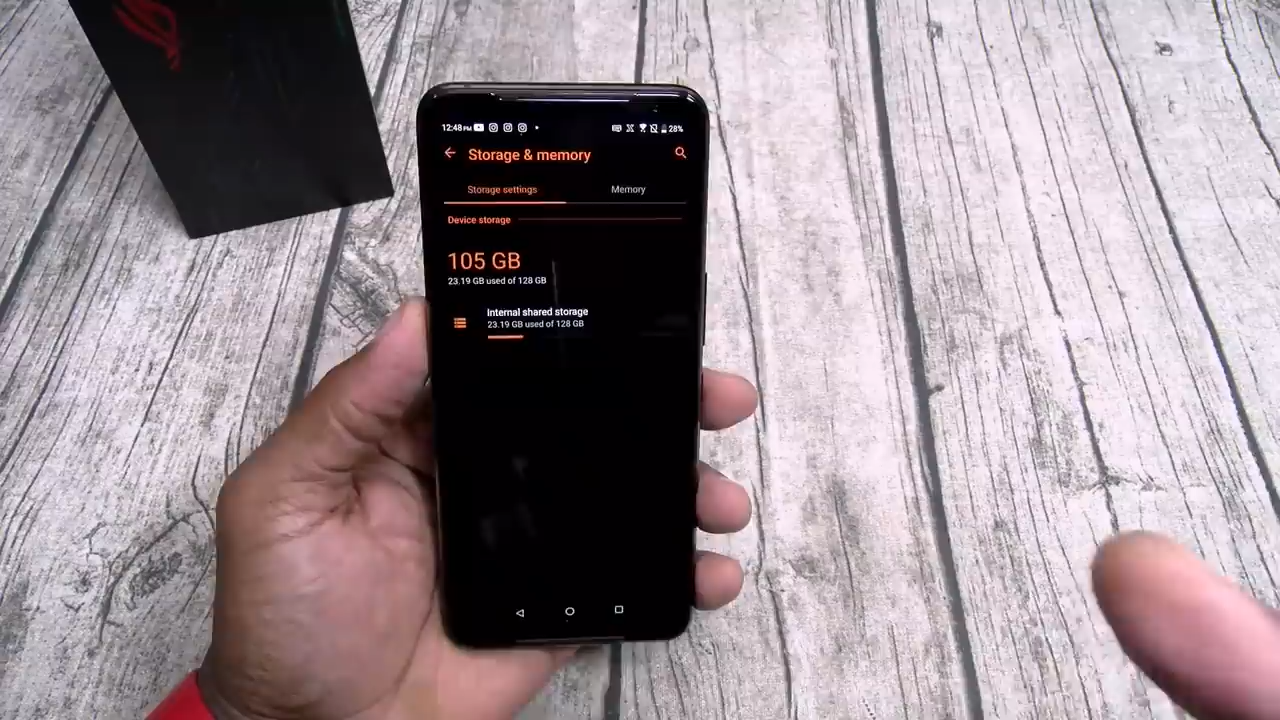 12:48 PM 28%
Storage & memory
Storage settings Memory
Device storage
105 GB
23.19 GB used of 128 GB
Internal shared storage
23.19 GB used of 128 GB